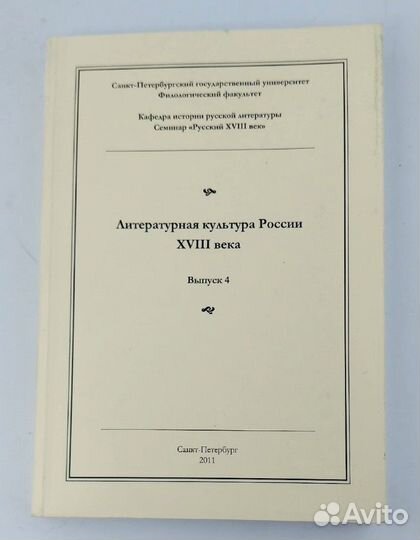 Санкт-Петербургский государственный университет
Филологический факультет
Кафедра истории русской литературы
Семинар «Русский XVIII век»
Литературная культура России
XVIII века
Выпуск 4
Санкт-Петербург
2011
Avito